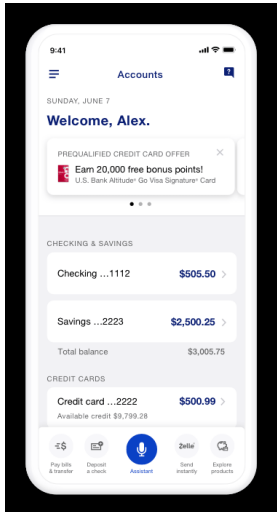 9:41
Accounts
?
SUNDAY, JUNE 7
Welcome, Alex.
PREQUALIFIED CREDIT CARD OFFER
Earn 20,000 free bonus points!
U.S. Bank Altitude® Go Visa Signature® Card
CHECKING & SAVINGS
Checking ...1112 $505.50
Savings ...2223 $2,500.25
Total balance $3,005.75
CREDIT CARDS
Credit card ...2222 $500.99
Available credit $9,799.28
Pay bills & transfer
Deposit a check
Assistant
Zelle
Send instantly
Explore products